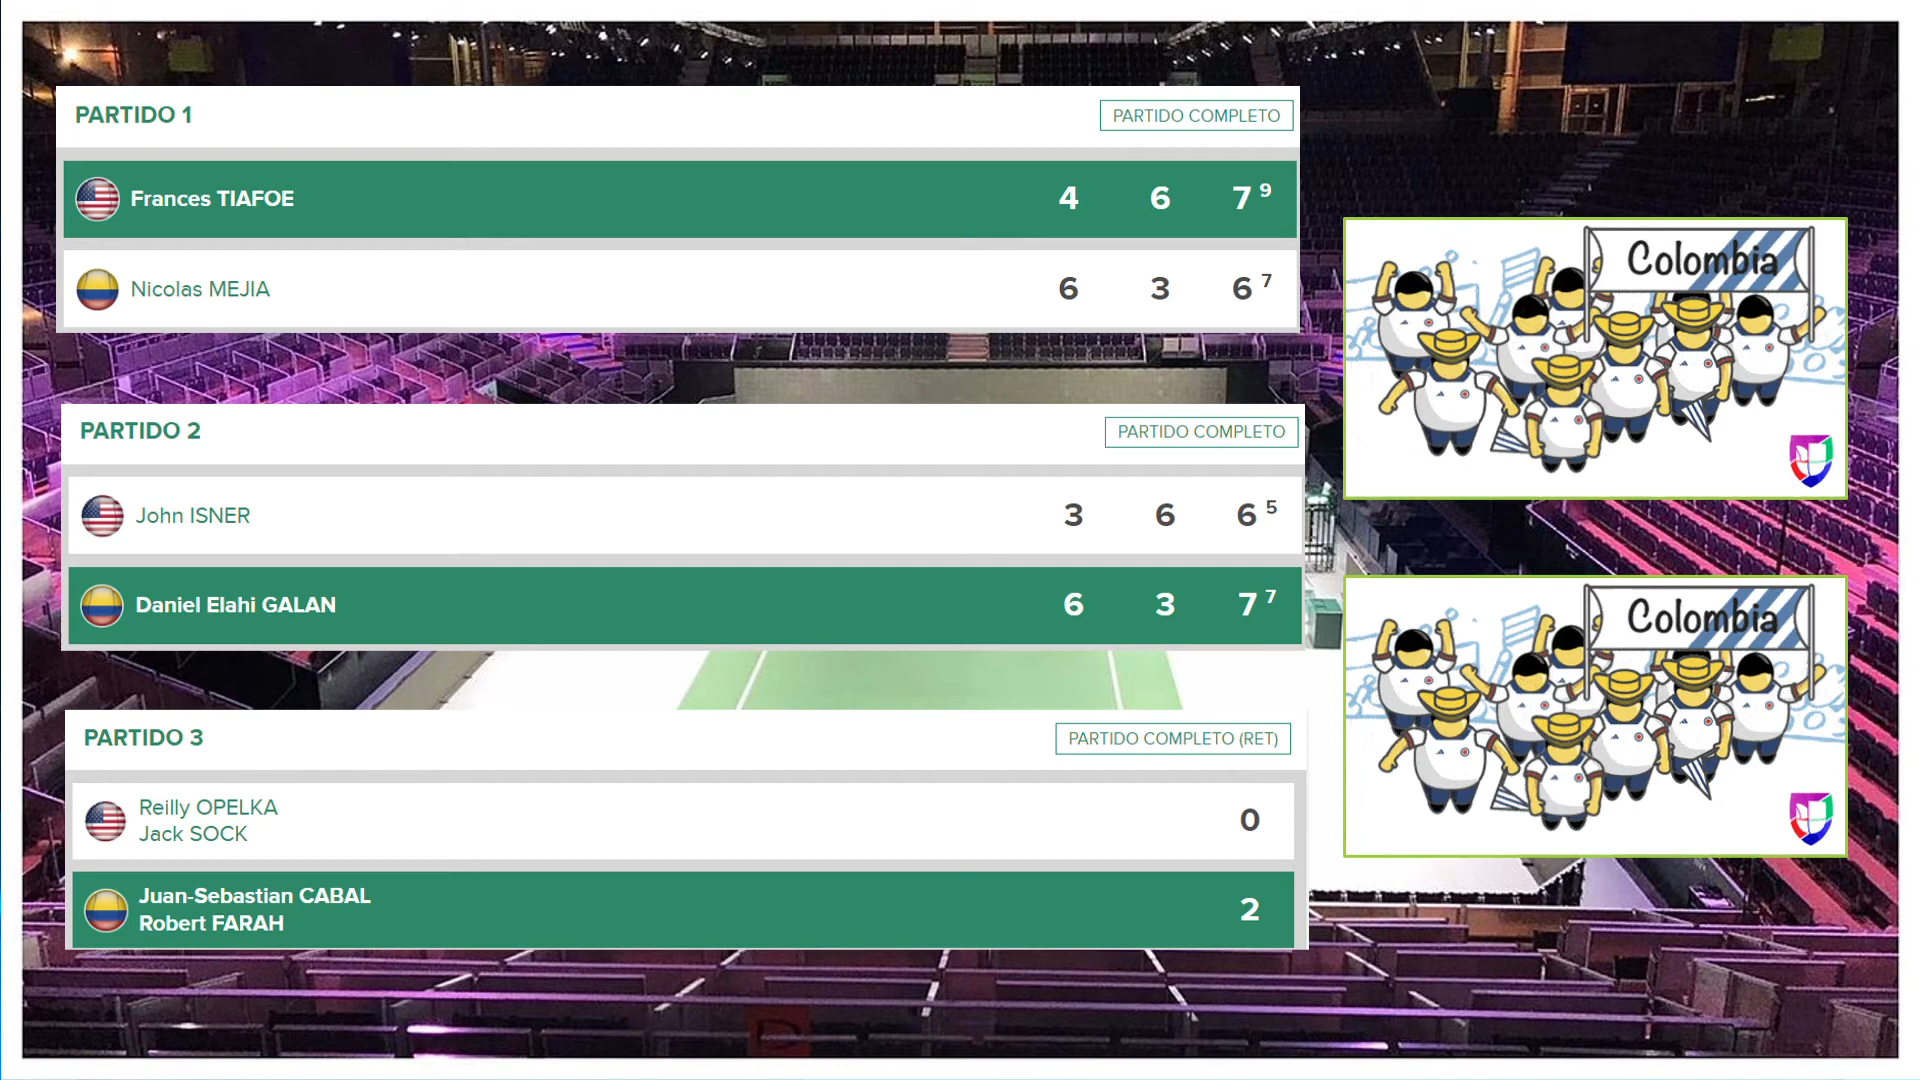 PARTIDO 1
PARTIDO COMPLETO
Frances TIAFOE 4 6 7 9
Nicolas MEJIA 6 3 6 7
PARTIDO 2
PARTIDO COMPLETO
John ISNER 3 6 6 5
Daniel Elahi GALAN 6 3 7 7
PARTIDO 3
PARTIDO COMPLETO (RET)
Reilly OPELKA
Jack SOCK
0
Juan-Sebastian CABAL
Robert FARAH
2
Colombia
Colombia